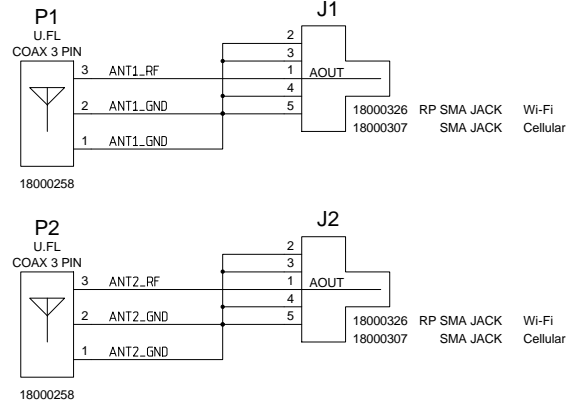 P1
U.FL
COAX 3 PIN
J1
2
3
3 ANT1_RF 1 AOUT
4
2 ANT1_GND 5
18000326 RP SMA JACK Wi-Fi
18000307 SMA JACK Cellular
1 ANT1_GND
18000258
P2
U.FL
COAX 3 PIN
J2
2
3
3 ANT2_RF 1 AOUT
4
2 ANT2_GND 5
18000326 RP SMA JACK Wi-Fi
18000307 SMA JACK Cellular
1 ANT2_GND
18000258